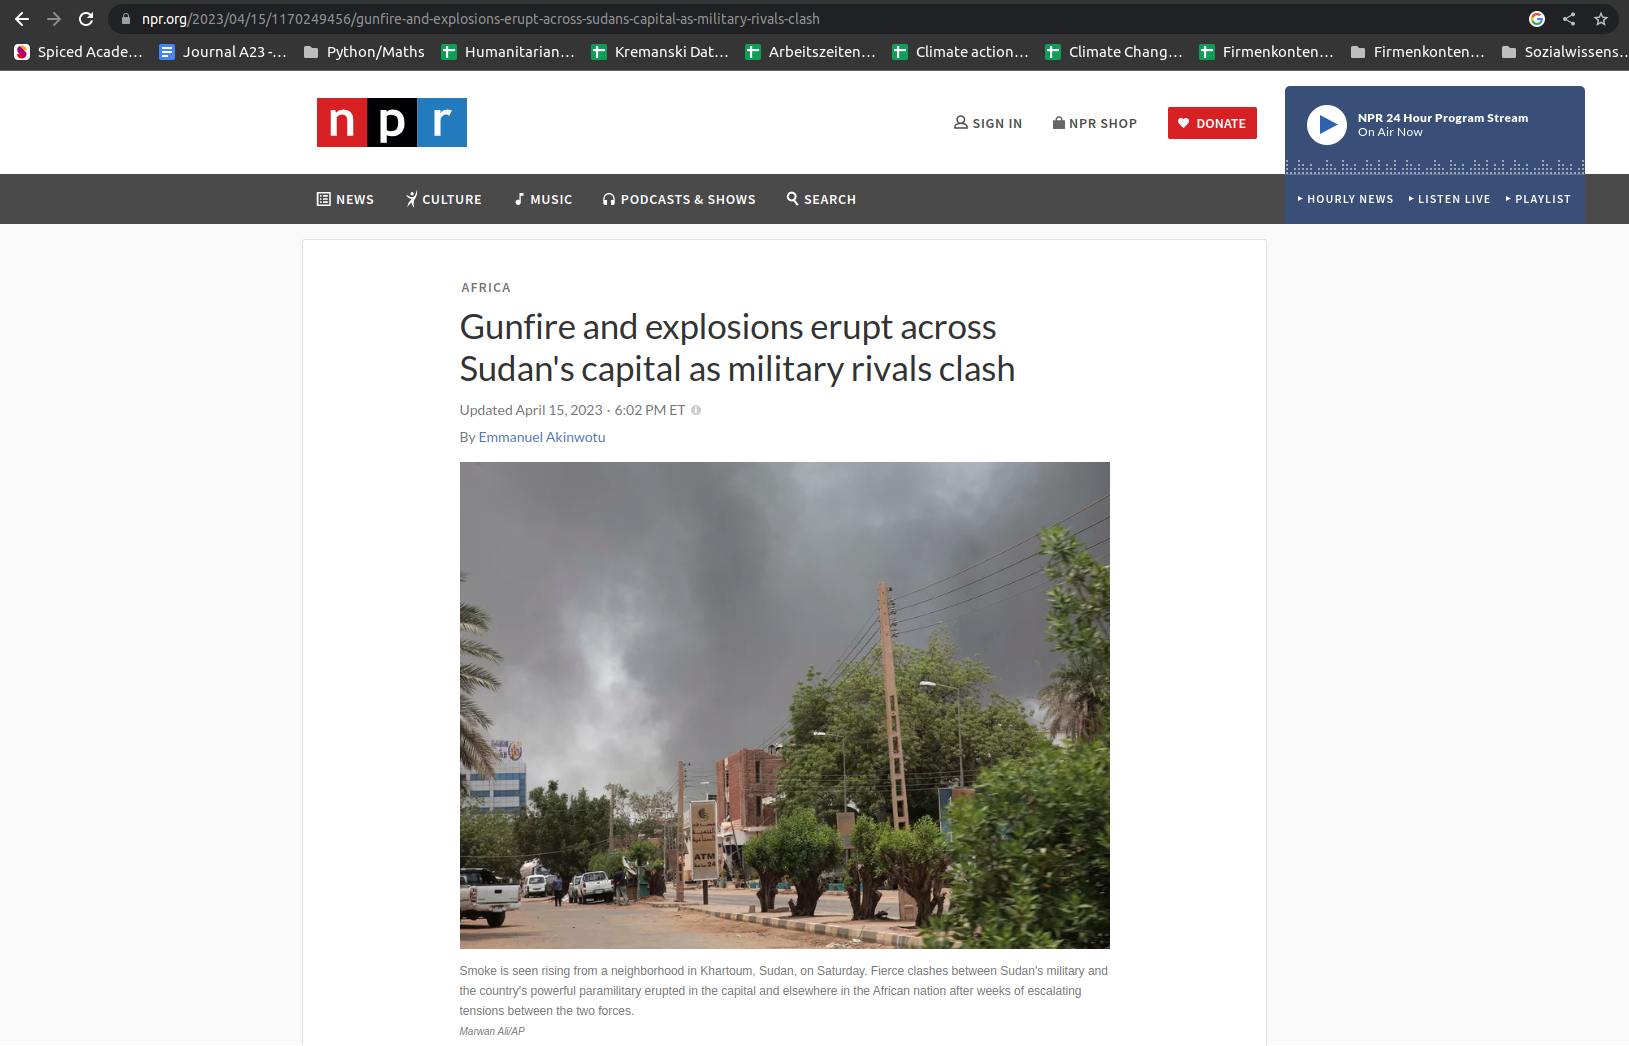 npr.org/2023/04/15/1170249456/gunfire-and-explosions-erupt-across-sudans-capital-as-military-rivals-clash
Spiced Acade...
Journal A23 -...
Python/Maths
Humanitarian...
Kremanski Dat...
Arbeitszeiten...
Climate action...
Climate Chang...
Firmenkonten...
Firmenkonten...
Sozialwissens...
npr
SIGN IN
NPR SHOP
DONATE
NPR 24 Hour Program Stream
On Air Now
NEWS
CULTURE
MUSIC
PODCASTS & SHOWS
SEARCH
HOURLY NEWS
LISTEN LIVE
PLAYLIST
AFRICA
Gunfire and explosions erupt across
Sudan's capital as military rivals clash
Updated April 15, 2023 · 6:02 PM ET
By Emmanuel Akinwotu
ATM
Smoke is seen rising from a neighborhood in Khartoum, Sudan, on Saturday. Fierce clashes between Sudan's military and
the country's powerful paramilitary erupted in the capital and elsewhere in the African nation after weeks of escalating
tensions between the two forces.
Marwan Ali/AP